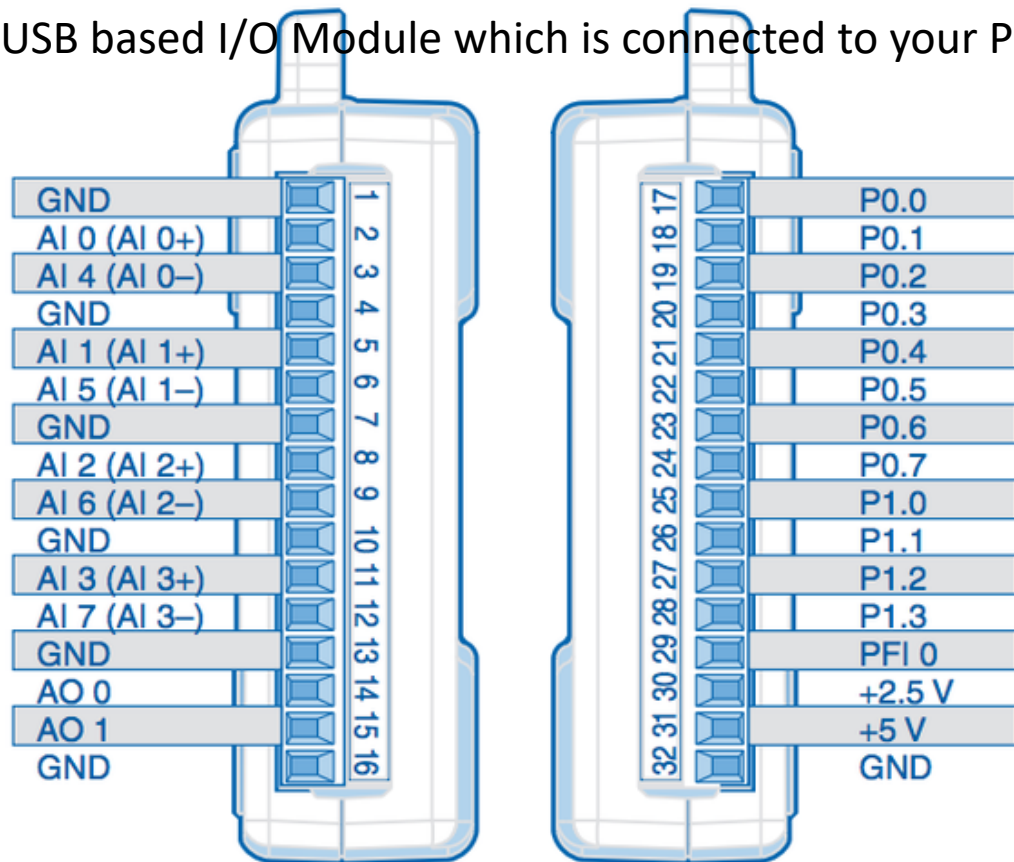 USB based I/O Module which is connected to your P
GND 1
AI 0 (AI 0+) 2
AI 4 (AI 0–) 3
GND 4
AI 1 (AI 1+) 5
AI 5 (AI 1–) 6
GND 7
AI 2 (AI 2+) 8
AI 6 (AI 2–) 9
GND 10
AI 3 (AI 3+) 11
AI 7 (AI 3–) 12
GND 13
AO 0 14
AO 1 15
GND 16
17 P0.0
18 P0.1
19 P0.2
20 P0.3
21 P0.4
22 P0.5
23 P0.6
24 P0.7
25 P1.0
26 P1.1
27 P1.2
28 P1.3
29 PFI 0
30 +2.5 V
31 +5 V
32 GND